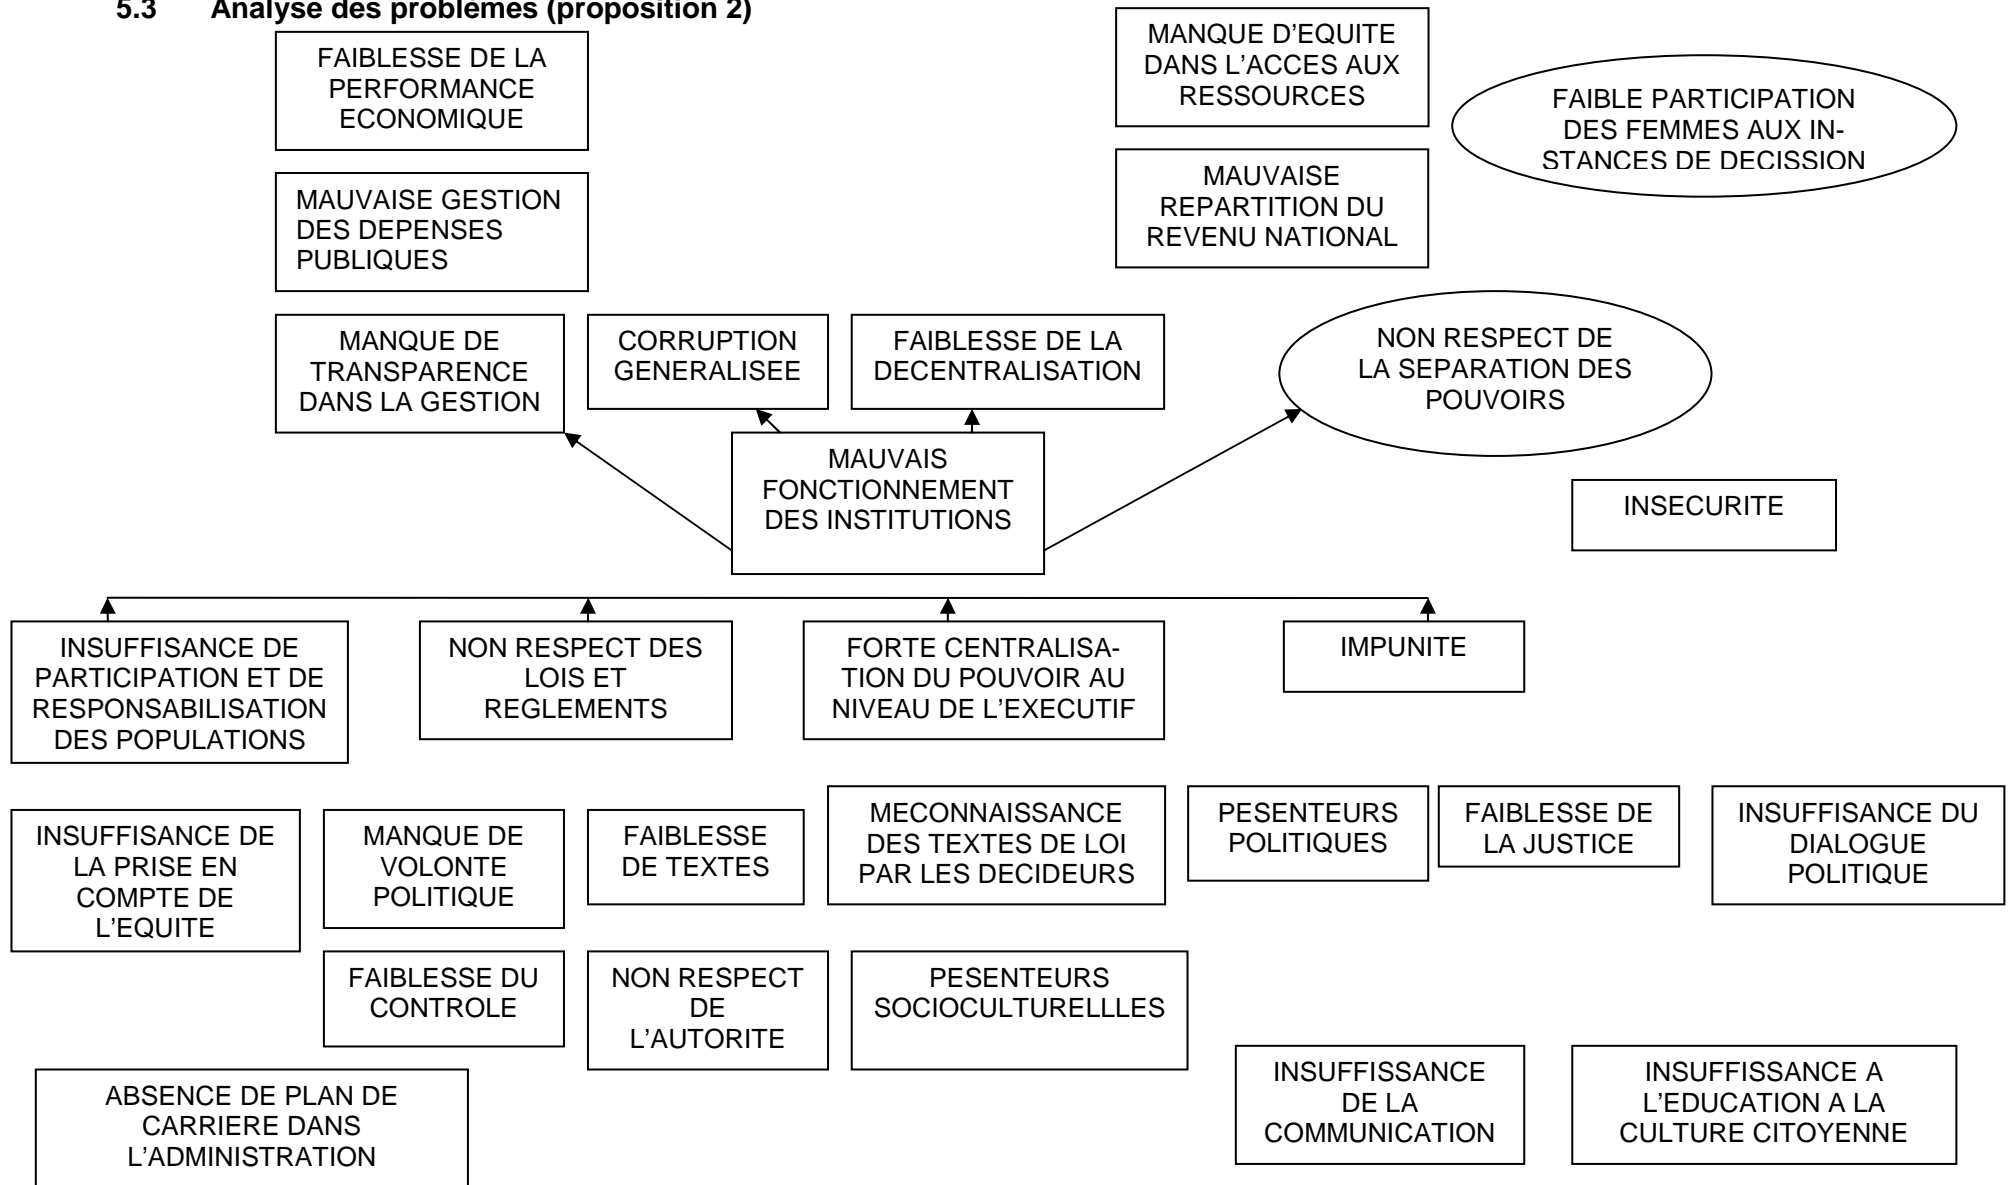 5.3 Analyse des problèmes (proposition 2)
FAIBLESSE DE LA
PERFORMANCE
ECONOMIQUE
MANQUE D'EQUITE
DANS L'ACCES AUX
RESSOURCES
FAIBLE PARTICIPATION
DES FEMMES AUX IN-
STANCES DE DECISSION
MAUVAISE GESTION
DES DEPENSES
PUBLIQUES
MAUVAISE
REPARTITION DU
REVENU NATIONAL
MANQUE DE
TRANSPARENCE
DANS LA GESTION
CORRUPTION
GENERALISEE
FAIBLESSE DE LA
DECENTRALISATION
NON RESPECT DE
LA SEPARATION DES
POUVOIRS
MAUVAIS
FONCTIONNEMENT
DES INSTITUTIONS
INSECURITE
INSUFFISANCE DE
PARTICIPATION ET DE
RESPONSABILISATION
DES POPULATIONS
NON RESPECT DES
LOIS ET
REGLEMENTS
FORTE CENTRALISA-
TION DU POUVOIR AU
NIVEAU DE L'EXECUTIF
IMPUNITE
INSUFFISANCE DE
LA PRISE EN
COMPTE DE
L'EQUITE
MANQUE DE
VOLONTE
POLITIQUE
FAIBLESSE
DE TEXTES
MECONNAISSANCE
DES TEXTES DE LOI
PAR LES DECIDEURS
PESENTEURS
POLITIQUES
FAIBLESSE DE
LA JUSTICE
INSUFFISANCE DU
DIALOGUE
POLITIQUE
FAIBLESSE DU
CONTROLE
NON RESPECT
DE
L'AUTORITE
PESENTEURS
SOCIOCULTURELLLES
ABSENCE DE PLAN DE
CARRIERE DANS
L'ADMINISTRATION
INSUFFISSANCE
DE LA
COMMUNICATION
INSUFFISSANCE A
L'EDUCATION A LA
CULTURE CITOYENNE